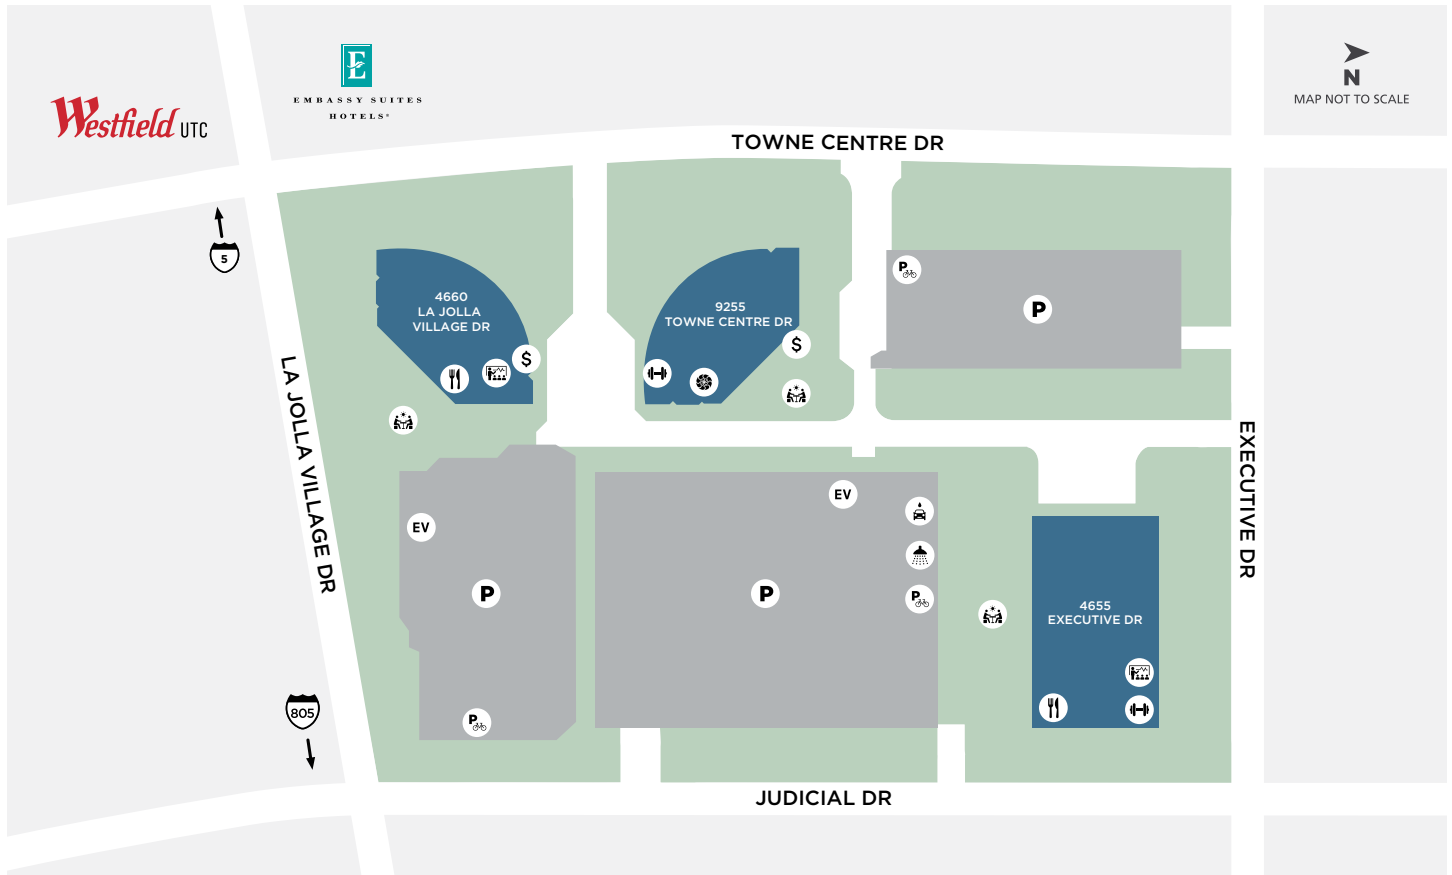 Westfield UTC
E
EMBASSY SUITES
HOTELS®
N
MAP NOT TO SCALE
TOWNE CENTRE DR
5
4660
LA JOLLA
VILLAGE DR
$
9255
TOWNE CENTRE DR
$
P
P
LA JOLLA VILLAGE DR
EXECUTIVE DR
EV
P
P
EV
P
P
4655
EXECUTIVE DR
805
JUDICIAL DR